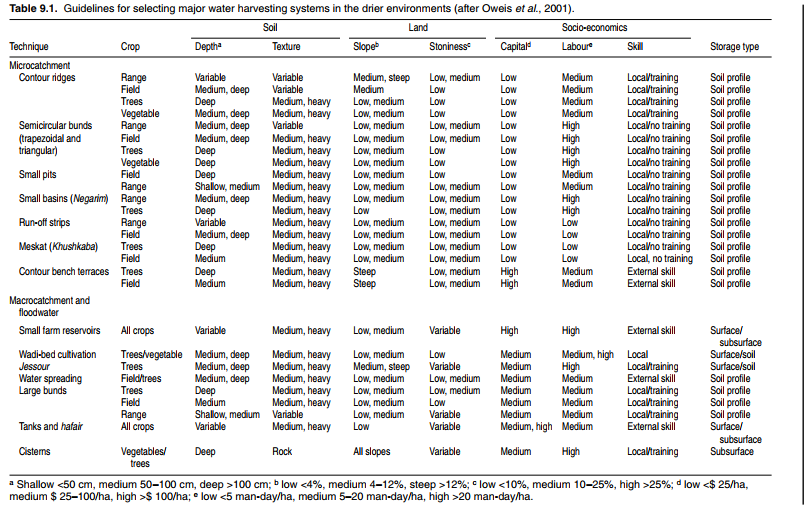 Table 9.1. Guidelines for selecting major water harvesting systems in the drier environments (after Oweis et al., 2001).
Soil Land Socio-economics
Technique Crop Depthᵃ Texture Slopeᵇ Stoninessᶜ Capitalᵈ Labourᵉ Skill Storage type
Microcatchment
Contour ridges Range Variable Variable Medium, steep Low, medium Low Medium Local/training Soil profile
Field Medium, deep Variable Medium Low Low Medium Local/training Soil profile
Trees Deep Medium, heavy Low, medium Low, medium Low Medium Local/training Soil profile
Vegetable Medium, deep Medium, heavy Low, medium Low Low Medium Local/training Soil profile
Semicircular bunds Range Medium, deep Variable Low, medium Low, medium Low High Local/no training Soil profile
(trapezoidal and Field Medium, deep Medium, heavy Low, medium Low, medium Low High Local/no training Soil profile
triangular) Trees Deep Medium, heavy Low, medium Low Low High Local/no training Soil profile
Vegetable Deep Medium, heavy Low, medium Low Low High Local/no training Soil profile
Small pits Field Deep Medium, heavy Low, medium Low Low Medium Local/no training Soil profile
Range Shallow, medium Medium, heavy Low, medium Low, medium Low Medium Local/no training Soil profile
Small basins (Negarim) Range Medium, deep Medium, heavy Low, medium Low, medium Low High Local/no training Soil profile
Trees Deep Medium, heavy Low Low, medium Low High Local/no training Soil profile
Run-off strips Range Variable Medium, heavy Low, medium Low, medium Low Low Local/no training Soil profile
Field Medium, deep Medium, heavy Low, medium Low, medium Low Low Local/no training Soil profile
Meskat (Khushkaba) Trees Deep Medium, heavy Low, medium Low, medium Low Low Local/no training Soil profile
Field Medium Medium, heavy Low, medium Low, medium Low Low Local, no training Soil profile
Contour bench terraces Trees Deep Medium, heavy Steep Low, medium High Medium External skill Soil profile
Field Medium Medium, heavy Steep Low, medium High Medium External skill Soil profile
Macrocatchment and
floodwater
Small farm reservoirs All crops Variable Medium, heavy Low, medium Variable High High External skill Surface/
subsurface
Wadi-bed cultivation Trees/vegetable Medium, deep Medium, heavy Low, medium Low Medium Medium, high Local Surface/soil
Jessour Trees Medium, deep Medium, heavy Medium, steep Variable Medium High Local/training Surface/soil
Water spreading Field/trees Medium, deep Medium, heavy Low, medium Low, medium Medium Medium External skill Soil profile
Large bunds Trees Deep Medium, heavy Low, medium Low, medium Medium Medium Local/training Soil profile
Field Medium Medium, heavy Low, medium Low Medium Medium Local/training Soil profile
Range Shallow, medium Variable Low, medium Variable Medium Medium Local/training Soil profile
Tanks and hafair All crops Variable Medium, heavy Low Variable Medium, high Medium External skill Surface/
subsurface
Cisterns Vegetables/ Deep Rock All slopes Variable Medium High Local/training Subsurface
trees
ᵃ Shallow <50 cm, medium 50–100 cm, deep >100 cm; ᵇ low <4%, medium 4–12%, steep >12%; ᶜ low <10%, medium 10–25%, high >25%; ᵈ low <$ 25/ha,
medium $ 25–100/ha, high >$ 100/ha; ᵉ low <5 man-day/ha, medium 5–20 man-day/ha, high >20 man-day/ha.